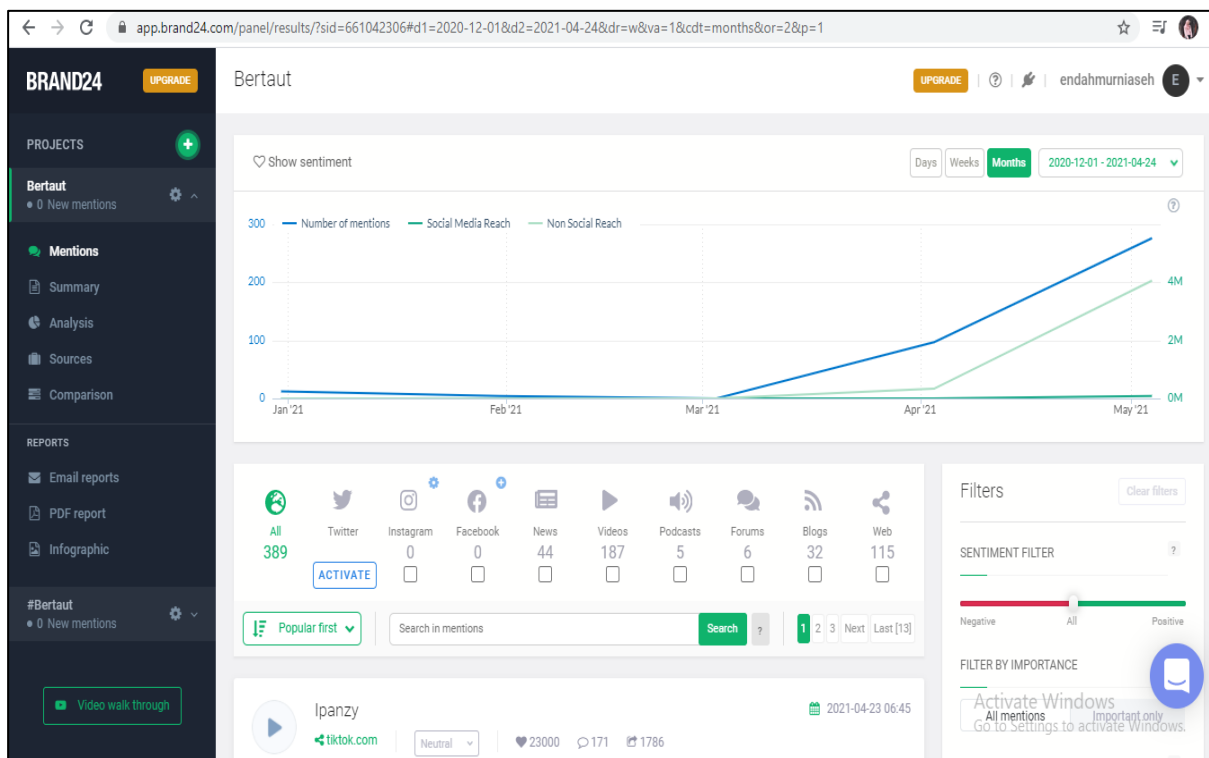 app.brand24.com/panel/results/?sid=661042306#d1=2020-12-01&d2=2021-04-24&dr=w&va=1&cdt=months&or=2&p=1
BRAND24 UPGRADE
Bertaut UPGRADE ? endahmurniaseh E
PROJECTS +
Bertaut
0 New mentions
Mentions
Summary
Analysis
Sources
Comparison
REPORTS
Email reports
PDF report
Infographic
#Bertaut
0 New mentions
Video walk through
Show sentiment Days Weeks Months 2020-12-01 - 2021-04-24
?
300 Number of mentions Social Media Reach Non Social Reach
200 4M
100 2M
0 0M
Jan '21 Feb '21 Mar '21 Apr '21 May '21
All Twitter Instagram Facebook News Videos Podcasts Forums Blogs Web
389 0 0 44 187 5 6 32 115
ACTIVATE
Popular first Search in mentions Search ? 1 2 3 Next Last [13]
Ipanzy 2021-04-23 06:45
tiktok.com Neutral 23000 171 1786
Filters Clear filters
SENTIMENT FILTER ?
Negative All Positive
FILTER BY IMPORTANCE
All mentions Important only
Activate Windows
Go to Settings to activate Windows.